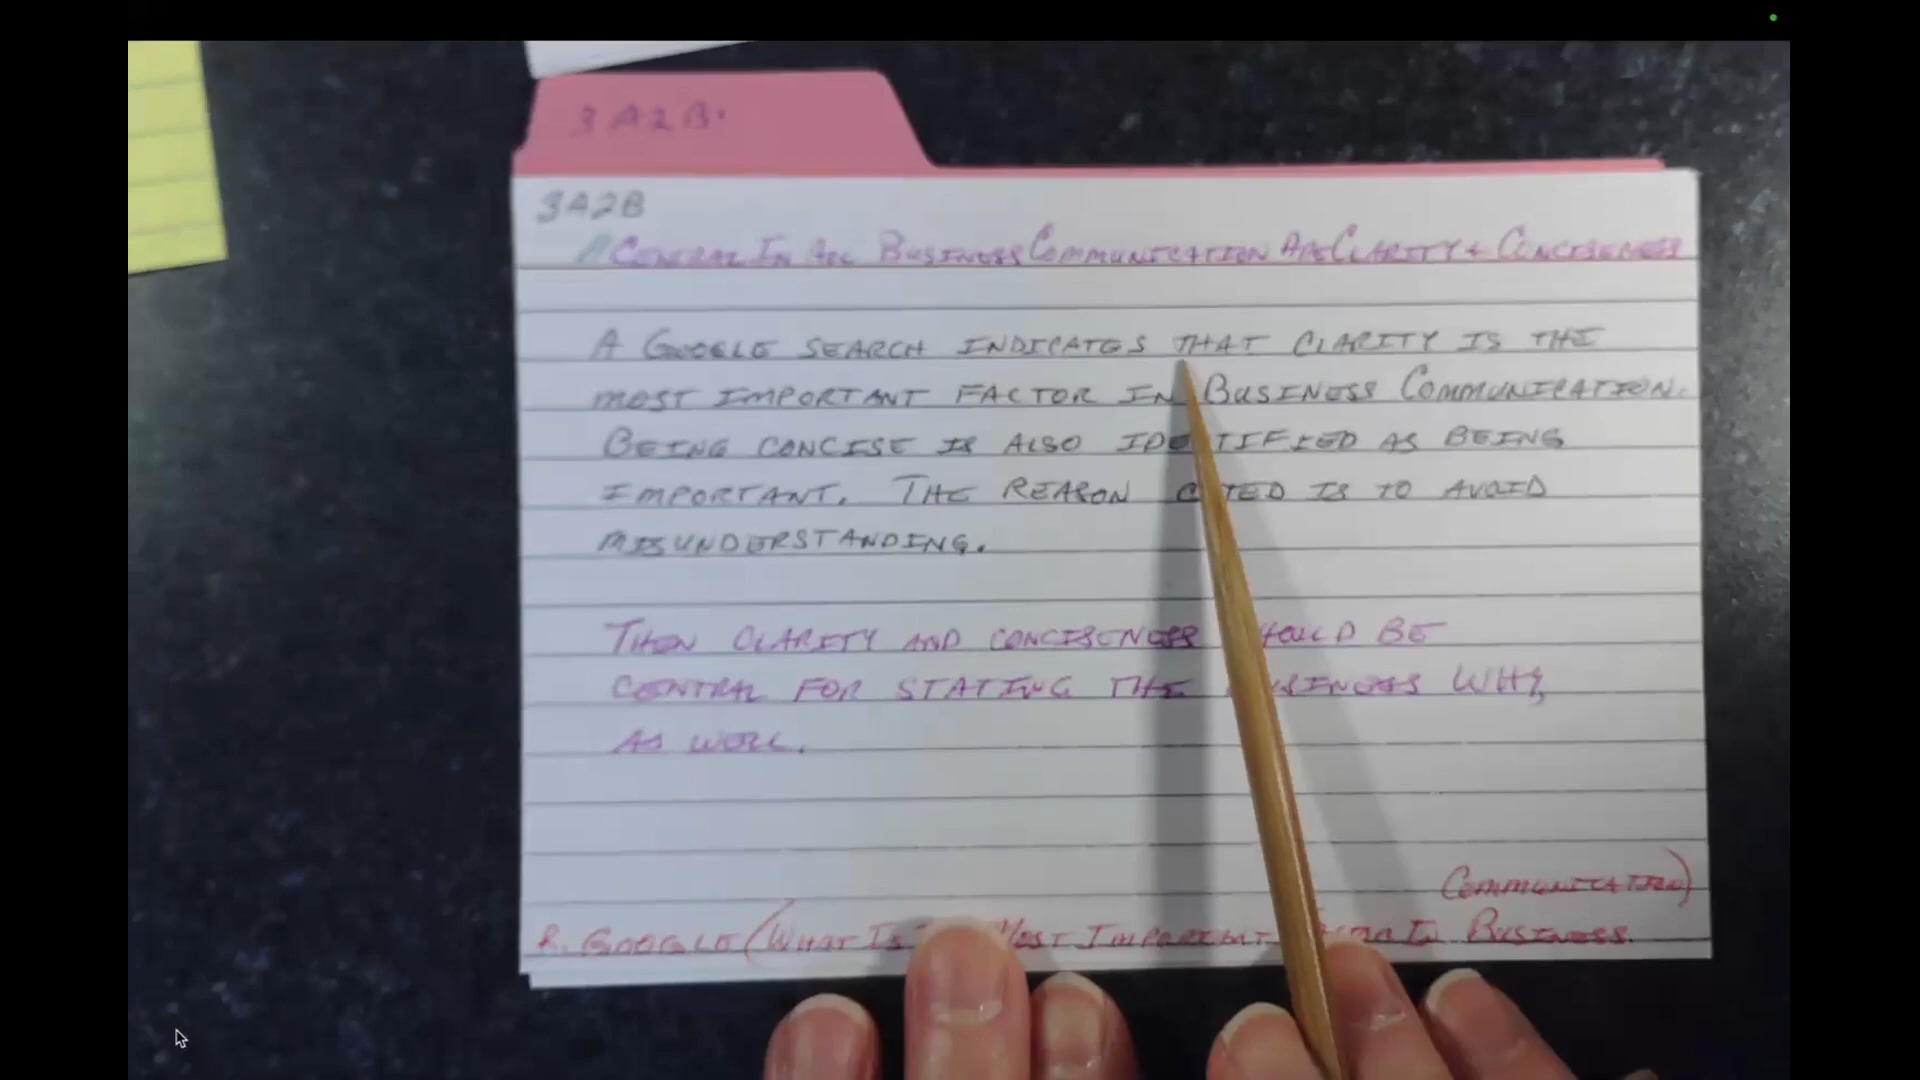 3A2B.
3A2B
Central In All Business Communication Are Clarity + Conciseness
A Google search indicates that clarity is the
most important factor in Business Communication.
Being concise is also identified as being
important. The reason cited is to avoid
misunderstanding.
Then clarity and conciseness should be
central for stating the business why,
as well.
Communication)
R. Google (What Is Most Important In Business